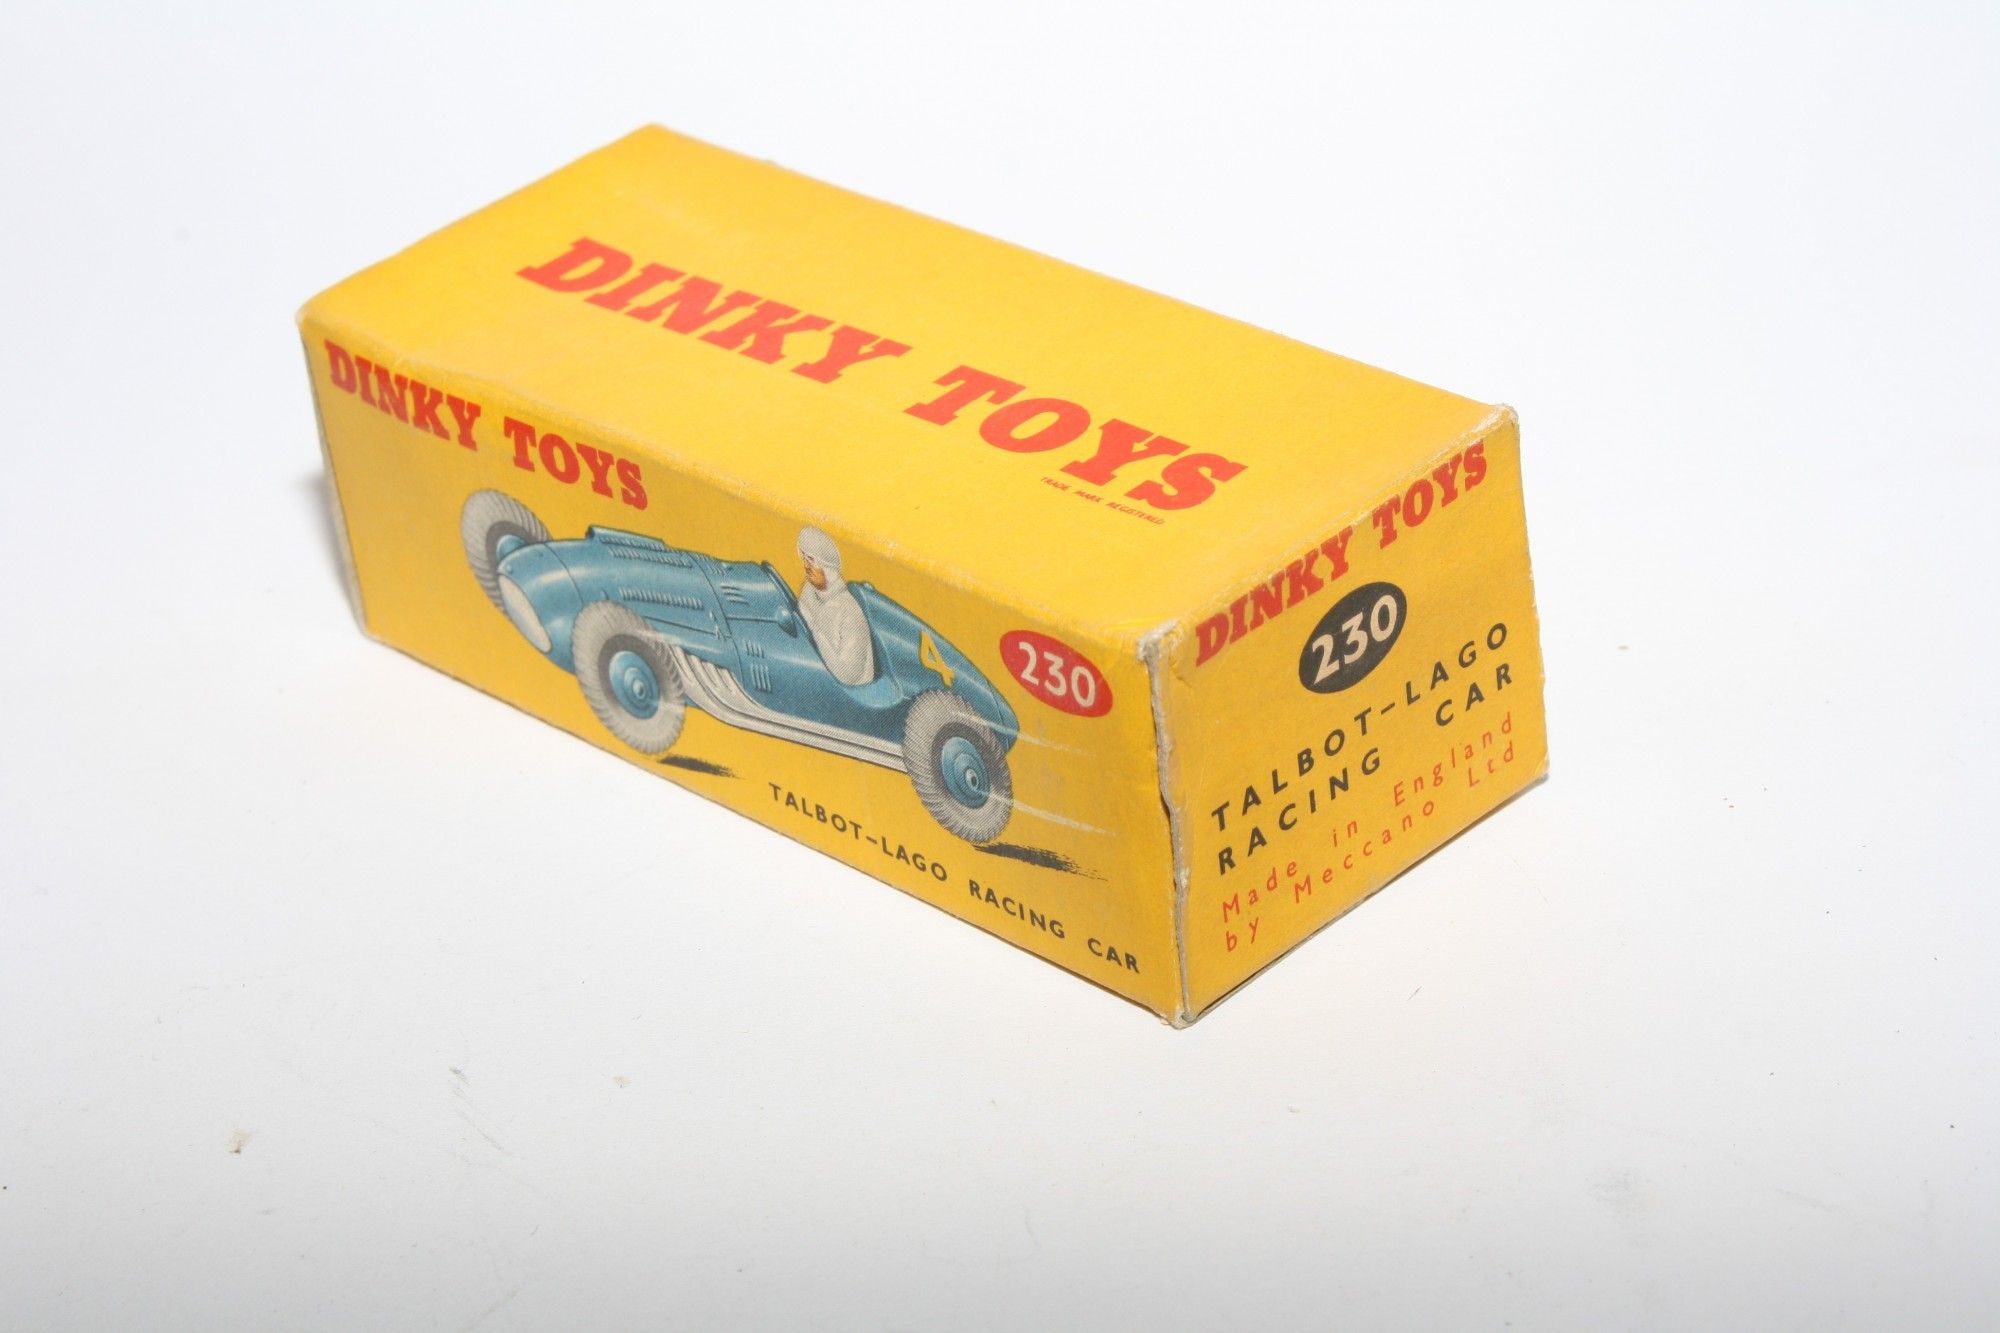 DINKY TOYS
TRADE MARK REGISTERED
DINKY TOYS
4
230
TALBOT-LAGO RACING CAR
DINKY TOYS
230
TALBOT-LAGO
RACING CAR
Made in England
by Meccano Ltd